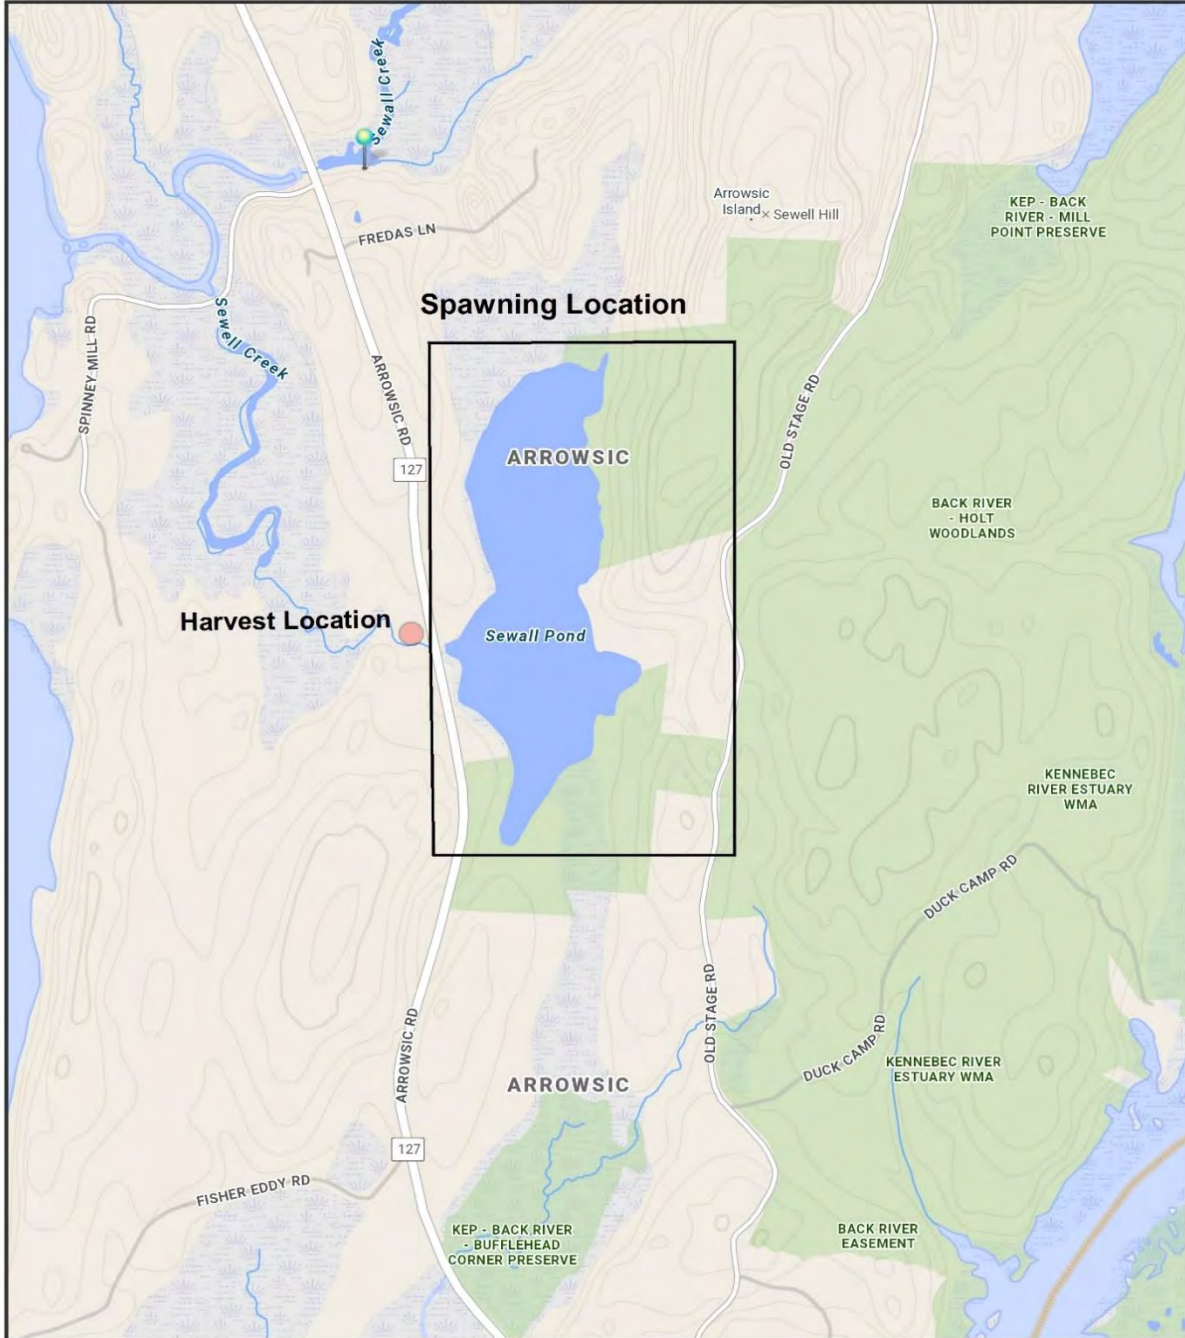 Sewall Creek
Arrowsic
Island
Sewell Hill
KEP - BACK
RIVER - MILL
POINT PRESERVE
FREDAS LN
Spawning Location
Sewell Creek
SPINNEY MILL RD
ARROWSIC RD
OLD STAGE RD
ARROWSIC
127
BACK RIVER
- HOLT
WOODLANDS
Harvest Location
Sewall Pond
KENNEBEC
RIVER ESTUARY
WMA
DUCK CAMP RD
OLD STAGE RD
ARROWSIC RD
DUCK CAMP RD
KENNEBEC RIVER
ESTUARY WMA
ARROWSIC
127
FISHER EDDY RD
KEP - BACK RIVER
- BUFFLEHEAD
CORNER PRESERVE
BACK RIVER
EASEMENT